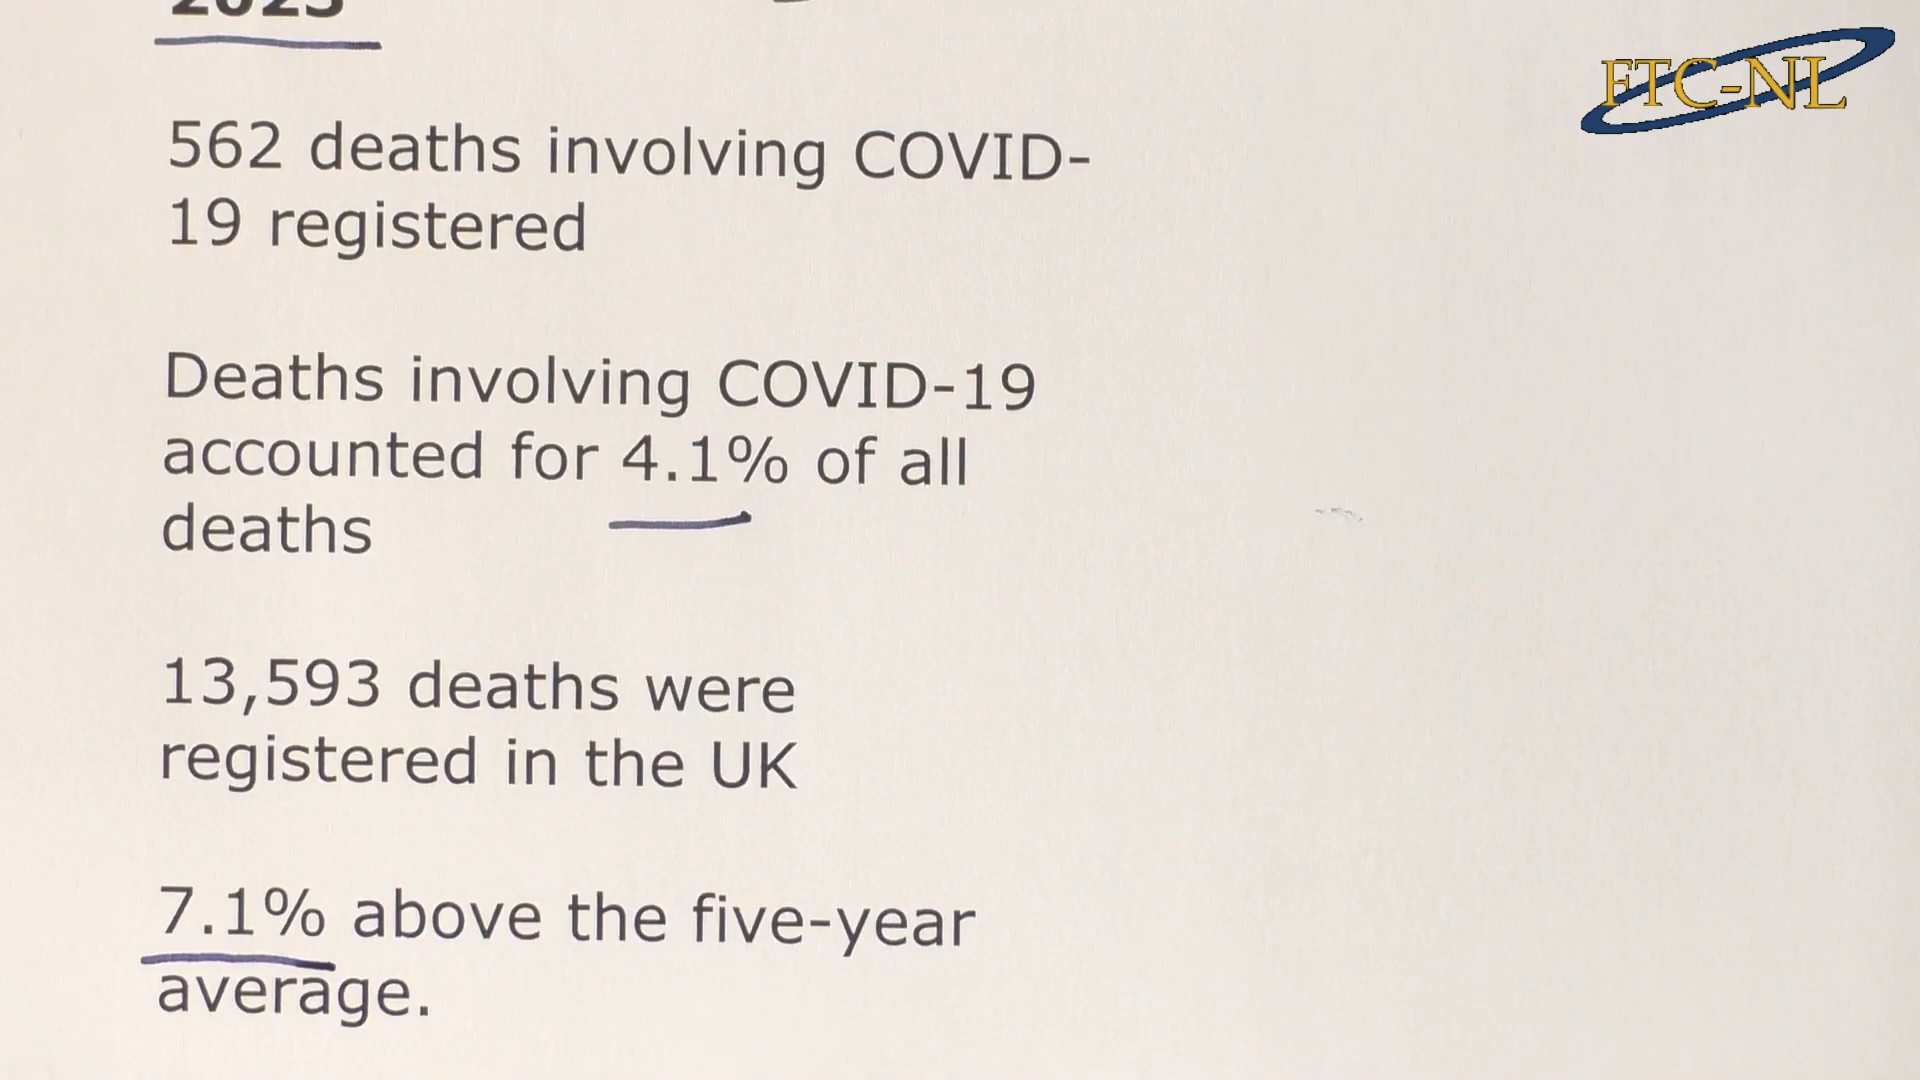 2023
FTC-NL
562 deaths involving COVID-
19 registered
Deaths involving COVID-19
accounted for 4.1% of all
deaths
13,593 deaths were
registered in the UK
7.1% above the five-year
average.